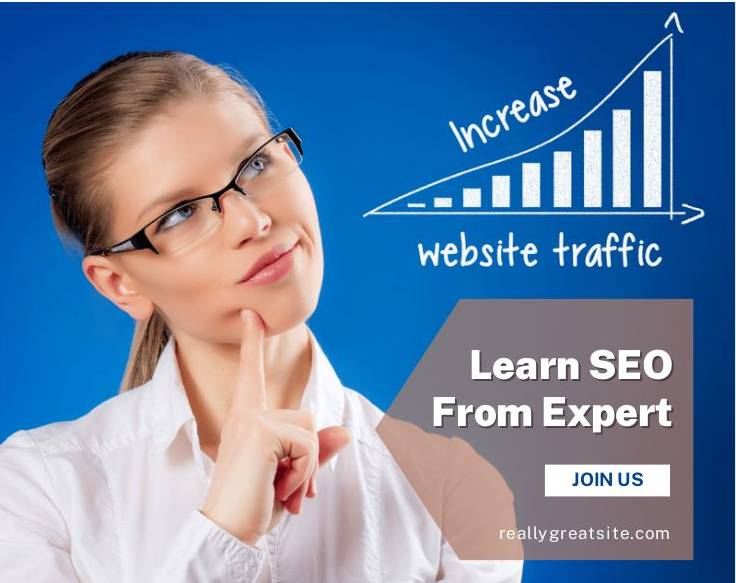 Increase
website traffic
Learn SEO
From Expert
JOIN US
reallygreatsite.com